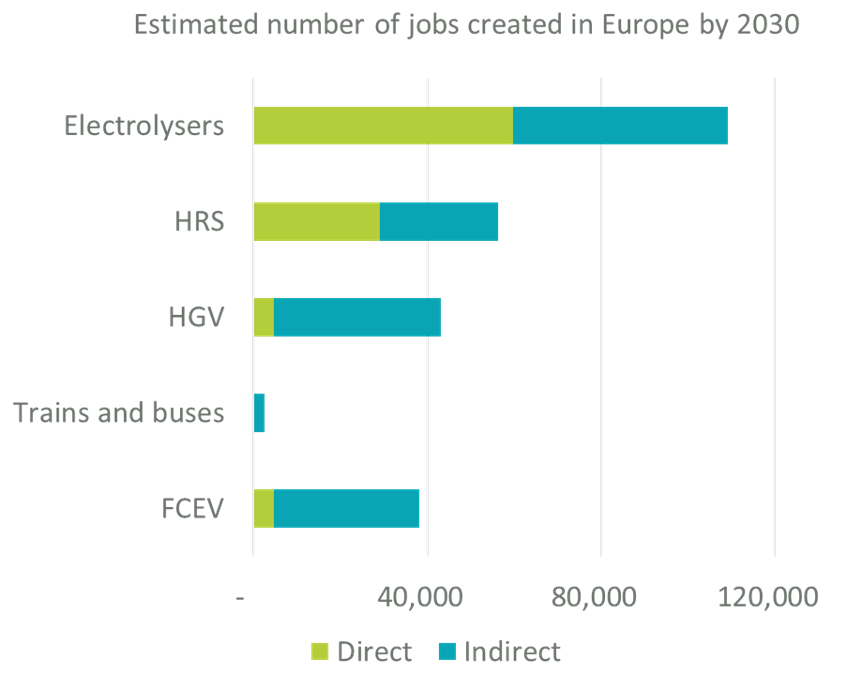 Estimated number of jobs created in Europe by 2030
Electrolysers
HRS
HGV
Trains and buses
FCEV
- 40,000 80,000 120,000
Direct Indirect